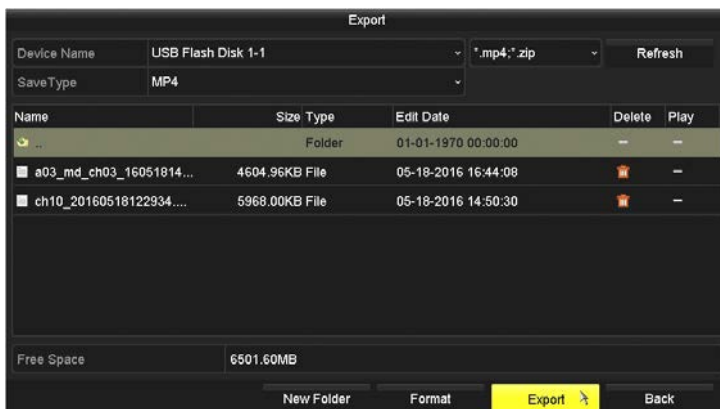 Export
Device Name USB Flash Disk 1-1 *.mp4;*.zip Refresh
SaveType MP4
Name Size Type Edit Date Delete Play
.. Folder 01-01-1970 00:00:00 – –
a03_md_ch03_16051814... 4604.96KB File 05-18-2016 16:44:08 –
ch10_20160518122934.... 5968.00KB File 05-18-2016 14:50:30 –
Free Space 6501.60MB
New Folder Format Export Back